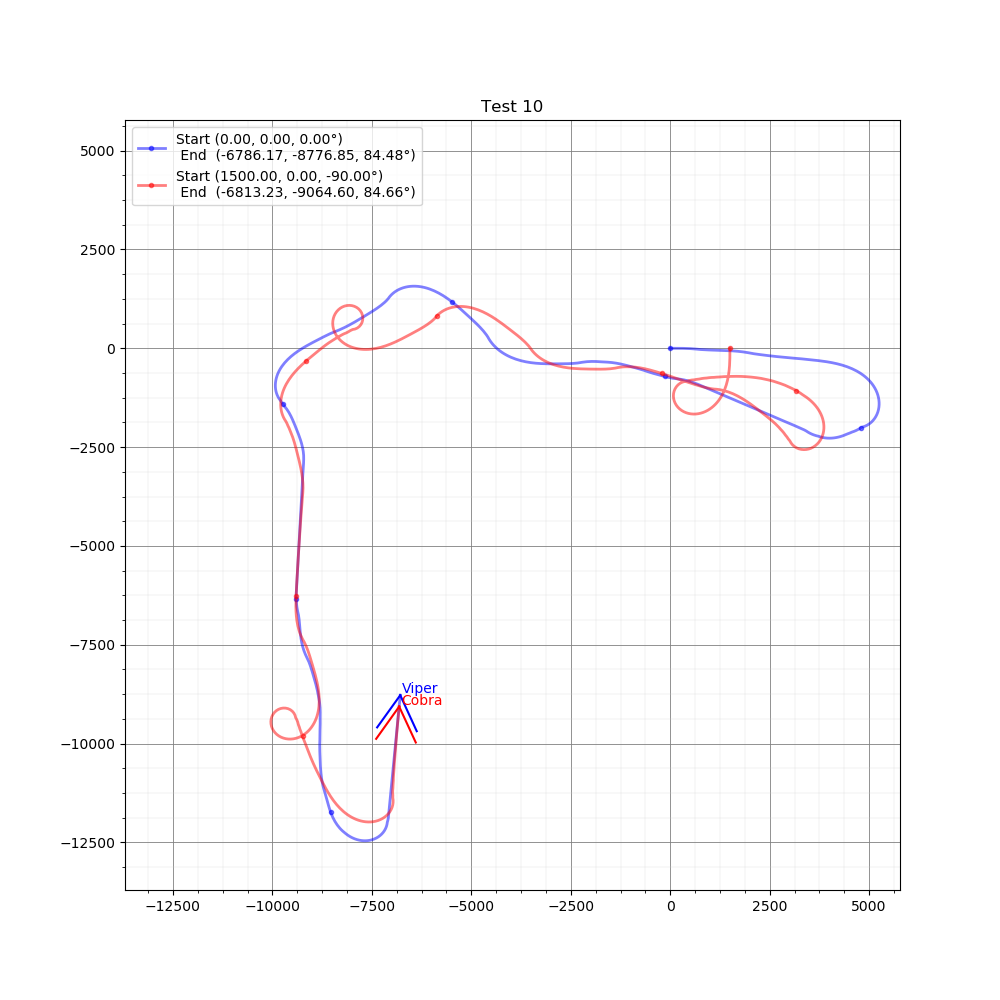 Test 10
Start (0.00, 0.00, 0.00°)
End  (-6786.17, -8776.85, 84.48°)
Start (1500.00, 0.00, -90.00°)
End  (-6813.23, -9064.60, 84.66°)
5000
2500
0
−2500
−5000
−7500
−10000
−12500
Viper
Cobra
−12500 −10000 −7500 −5000 −2500 0 2500 5000